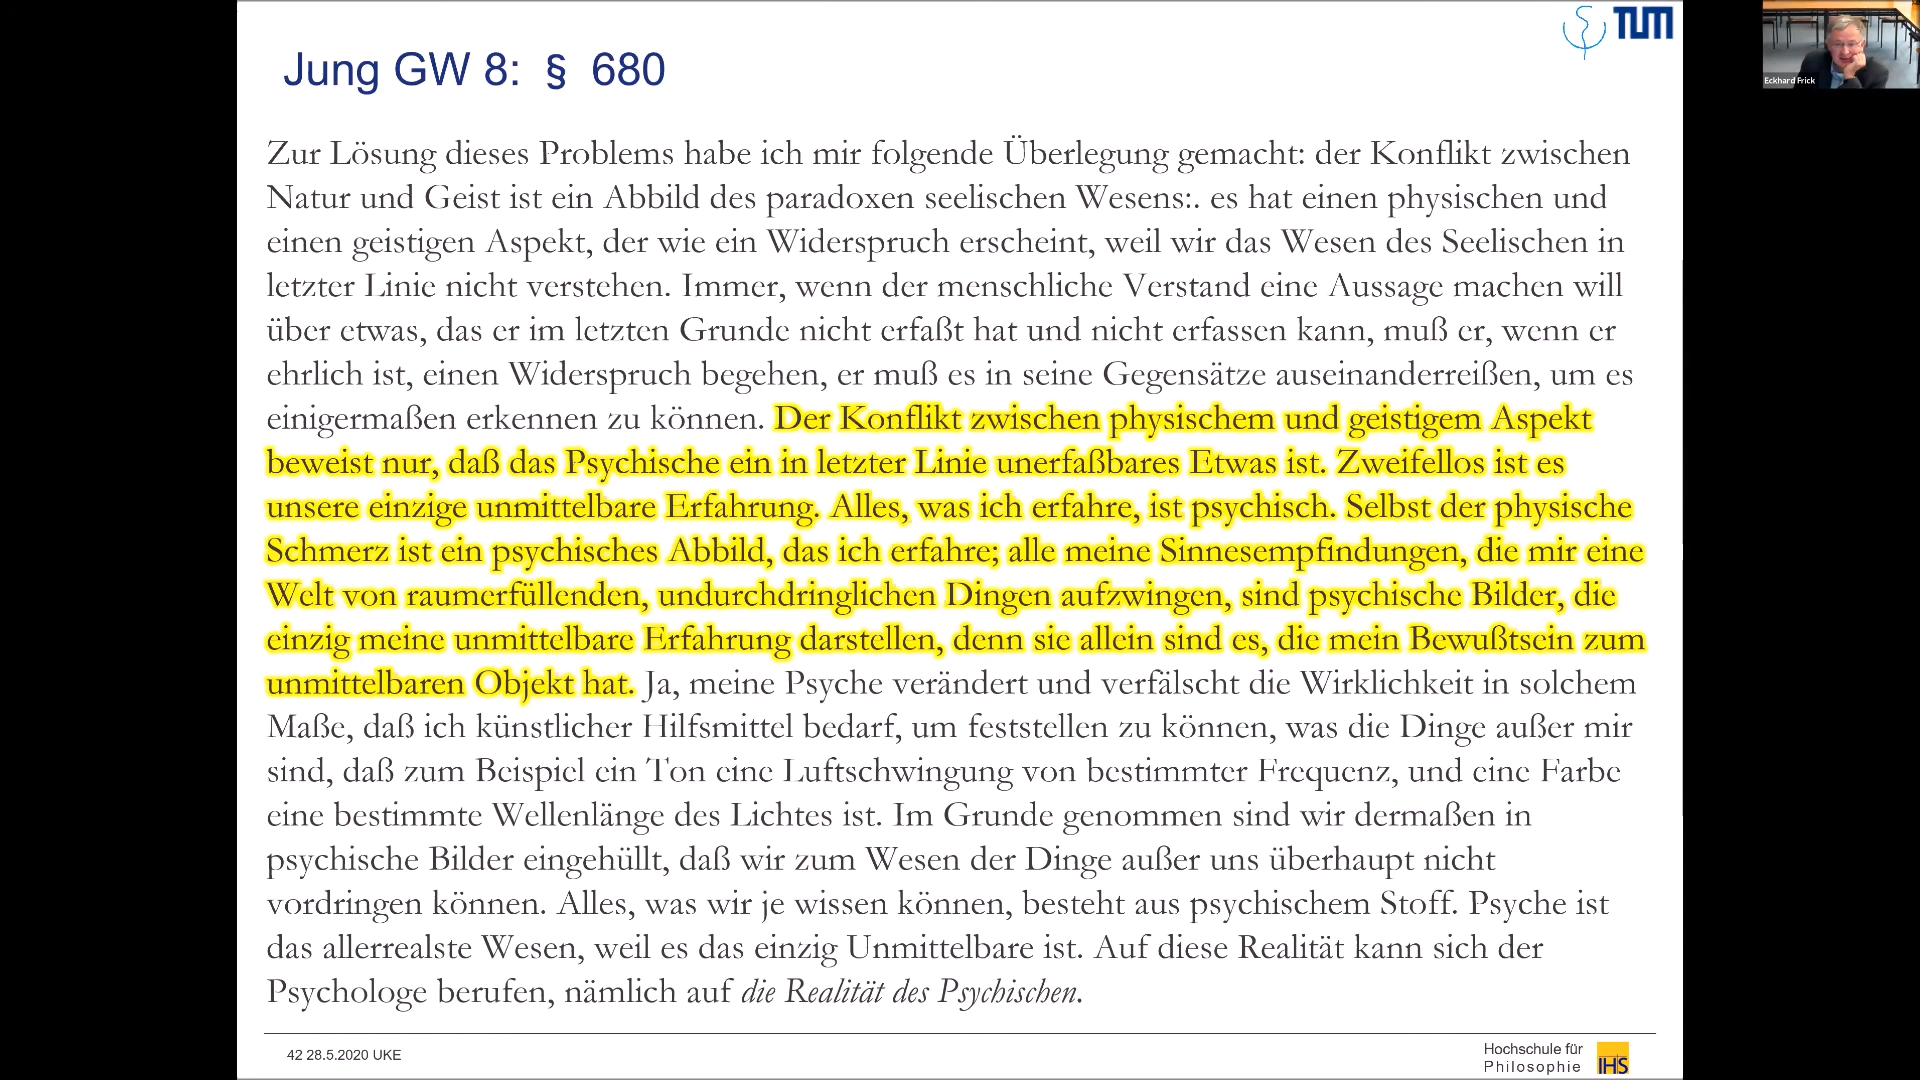 Jung GW 8: § 680
TUM
Eckhard Frick
Zur Lösung dieses Problems habe ich mir folgende Überlegung gemacht: der Konflikt zwischen
Natur und Geist ist ein Abbild des paradoxen seelischen Wesens:. es hat einen physischen und
einen geistigen Aspekt, der wie ein Widerspruch erscheint, weil wir das Wesen des Seelischen in
letzter Linie nicht verstehen. Immer, wenn der menschliche Verstand eine Aussage machen will
über etwas, das er im letzten Grunde nicht erfaßt hat und nicht erfassen kann, muß er, wenn er
ehrlich ist, einen Widerspruch begehen, er muß es in seine Gegensätze auseinanderreißen, um es
einigermaßen erkennen zu können. Der Konflikt zwischen physischem und geistigem Aspekt
beweist nur, daß das Psychische ein in letzter Linie unerfaßbares Etwas ist. Zweifellos ist es
unsere einzige unmittelbare Erfahrung. Alles, was ich erfahre, ist psychisch. Selbst der physische
Schmerz ist ein psychisches Abbild, das ich erfahre; alle meine Sinnesempfindungen, die mir eine
Welt von raumerfüllenden, undurchdringlichen Dingen aufzwingen, sind psychische Bilder, die
einzig meine unmittelbare Erfahrung darstellen, denn sie allein sind es, die mein Bewußtsein zum
unmittelbaren Objekt hat. Ja, meine Psyche verändert und verfälscht die Wirklichkeit in solchem
Maße, daß ich künstlicher Hilfsmittel bedarf, um feststellen zu können, was die Dinge außer mir
sind, daß zum Beispiel ein Ton eine Luftschwingung von bestimmter Frequenz, und eine Farbe
eine bestimmte Wellenlänge des Lichtes ist. Im Grunde genommen sind wir dermaßen in
psychische Bilder eingehüllt, daß wir zum Wesen der Dinge außer uns überhaupt nicht
vordringen können. Alles, was wir je wissen können, besteht aus psychischem Stoff. Psyche ist
das allerrealste Wesen, weil es das einzig Unmittelbare ist. Auf diese Realität kann sich der
Psychologe berufen, nämlich auf die Realität des Psychischen.
42 28.5.2020 UKE
Hochschule für
Philosophie
IHS